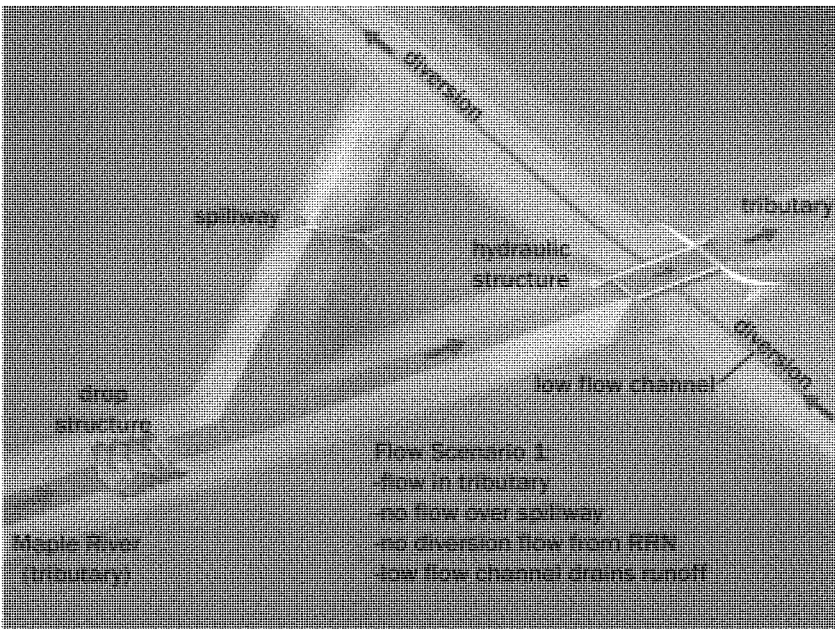 diversion
spillway
tributary
hydraulic
structure
diversion
low flow channel
drop
structure
Flow Scenario 1
-flow in tributary
-no flow over spillway
-no diversion flow from RRN
-low flow channel drains runoff
Maple River
(tributary)